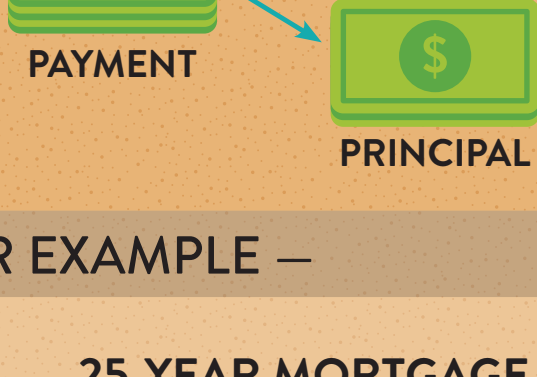 PAYMENT
$
PRINCIPAL
R EXAMPLE —
25 YEAR MORTGAGE